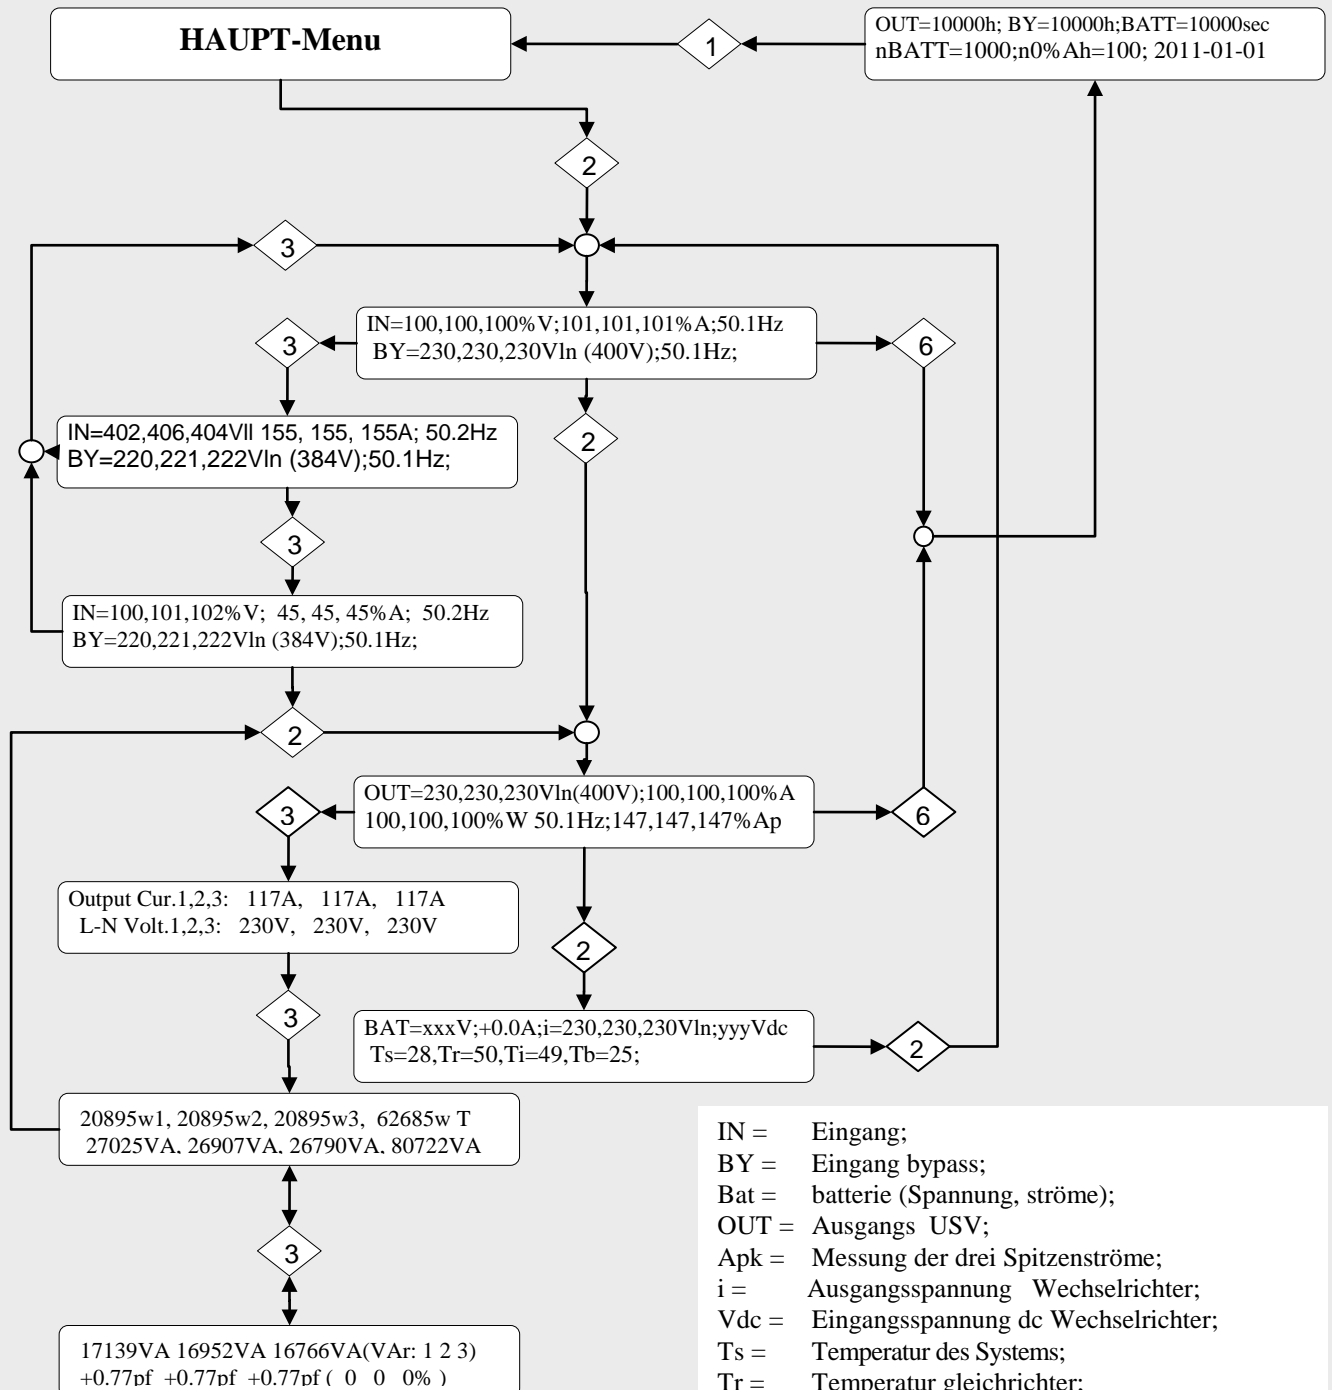 HAUPT-Menu
1
OUT=10000h; BY=10000h;BATT=10000sec
nBATT=1000;n0%Ah=100; 2011-01-01
2
3
IN=100,100,100%V;101,101,101%A;50.1Hz
BY=230,230,230Vln (400V);50.1Hz;
3
6
IN=402,406,404Vll 155, 155, 155A; 50.2Hz
BY=220,221,222Vln (384V);50.1Hz;
2
3
IN=100,101,102%V; 45, 45, 45%A; 50.2Hz
BY=220,221,222Vln (384V);50.1Hz;
2
OUT=230,230,230Vln(400V);100,100,100%A
100,100,100%W 50.1Hz;147,147,147%Ap
3
6
Output Cur.1,2,3: 117A, 117A, 117A
L-N Volt.1,2,3: 230V, 230V, 230V
2
3
BAT=xxxV;+0.0A;i=230,230,230Vln;yyyVdc
Ts=28,Tr=50,Ti=49,Tb=25;
2
20895w1, 20895w2, 20895w3, 62685w T
27025VA, 26907VA, 26790VA, 80722VA
3
17139VA 16952VA 16766VA(VAr: 1 2 3)
+0.77pf +0.77pf +0.77pf ( 0 0 0% )
IN = Eingang;
BY = Eingang bypass;
Bat = batterie (Spannung, ströme);
OUT = Ausgangs USV;
Apk = Messung der drei Spitzenströme;
i = Ausgangsspannung Wechselrichter;
Vdc = Eingangsspannung dc Wechselrichter;
Ts = Temperatur des Systems;
Tr = Temperatur gleichrichter;